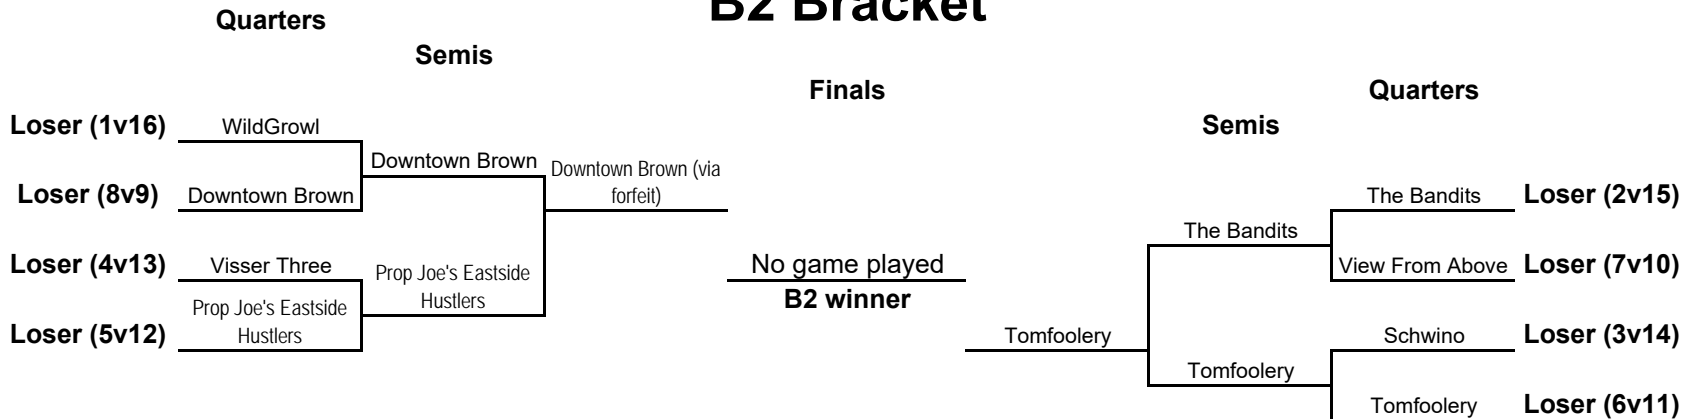 B2 Bracket
Quarters
Semis
Finals
Quarters
Semis
Loser (1v16)
WildGrowl
Downtown Brown
Downtown Brown (via
forfeit)
Loser (8v9)
Downtown Brown
The Bandits
Loser (2v15)
The Bandits
Loser (4v13)
Visser Three
Prop Joe's Eastside
Hustlers
No game played
B2 winner
View From Above
Loser (7v10)
Prop Joe's Eastside
Hustlers
Loser (5v12)
Tomfoolery
Schwino
Loser (3v14)
Tomfoolery
Tomfoolery
Loser (6v11)